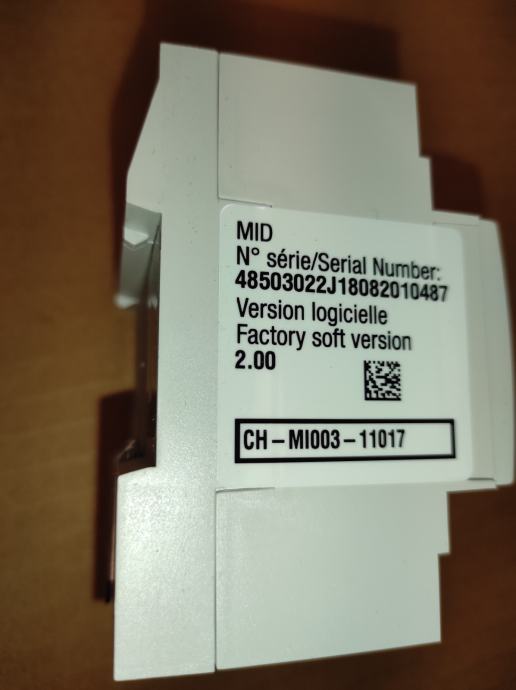 MID
N° série/Serial Number:
48503022J18082010487
Version logicielle
Factory soft version
2.00
CH – MI003 – 11017